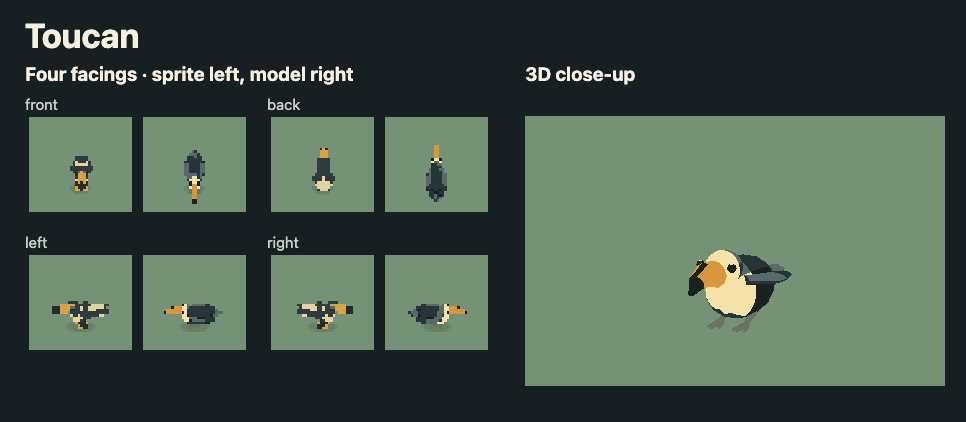 Toucan
Four facings · sprite left, model right
3D close-up
front
back
left
right